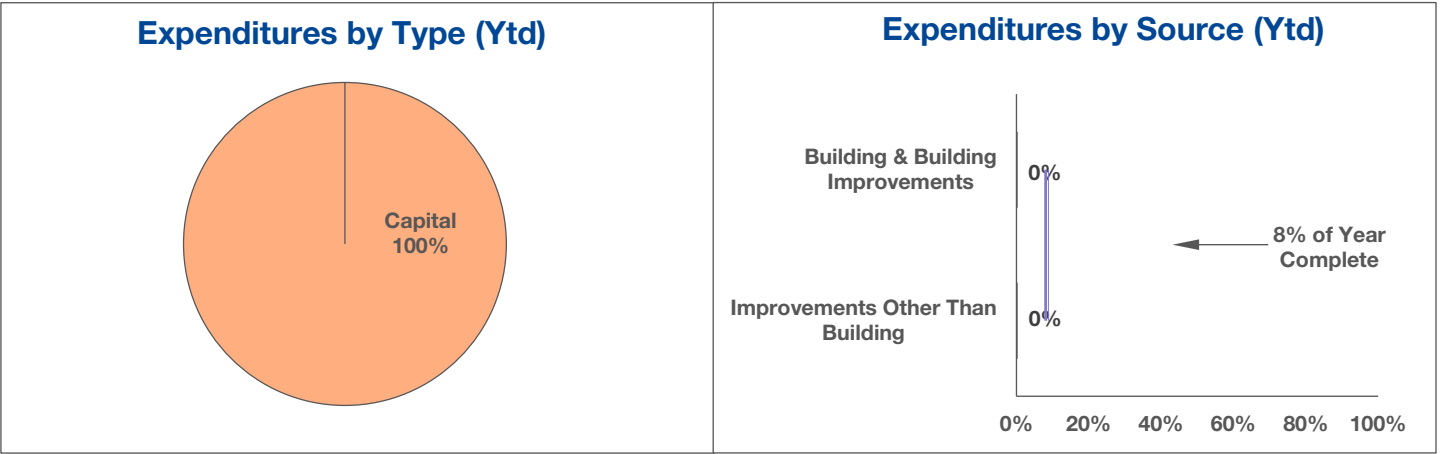 Expenditures by Type (Ytd)
Capital
100%
Expenditures by Source (Ytd)
Building & Building
Improvements
0%
8% of Year
Complete
Improvements Other Than
Building
0%
0% 20% 40% 60% 80% 100%